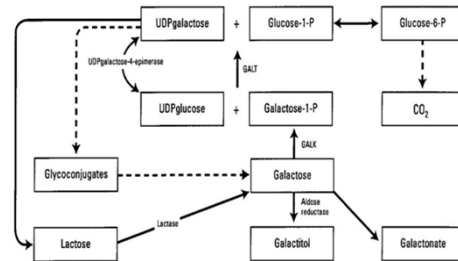 UDPgalactose + Glucose-1-P Glucose-6-P
UDPgalactose-4-epimerase
GALT
UDPglucose + Galactose-1-P CO₂
GALK
Glycoconjugates Galactose
Lactase
Aldose
reductase
Lactose Galactitol Galactonate